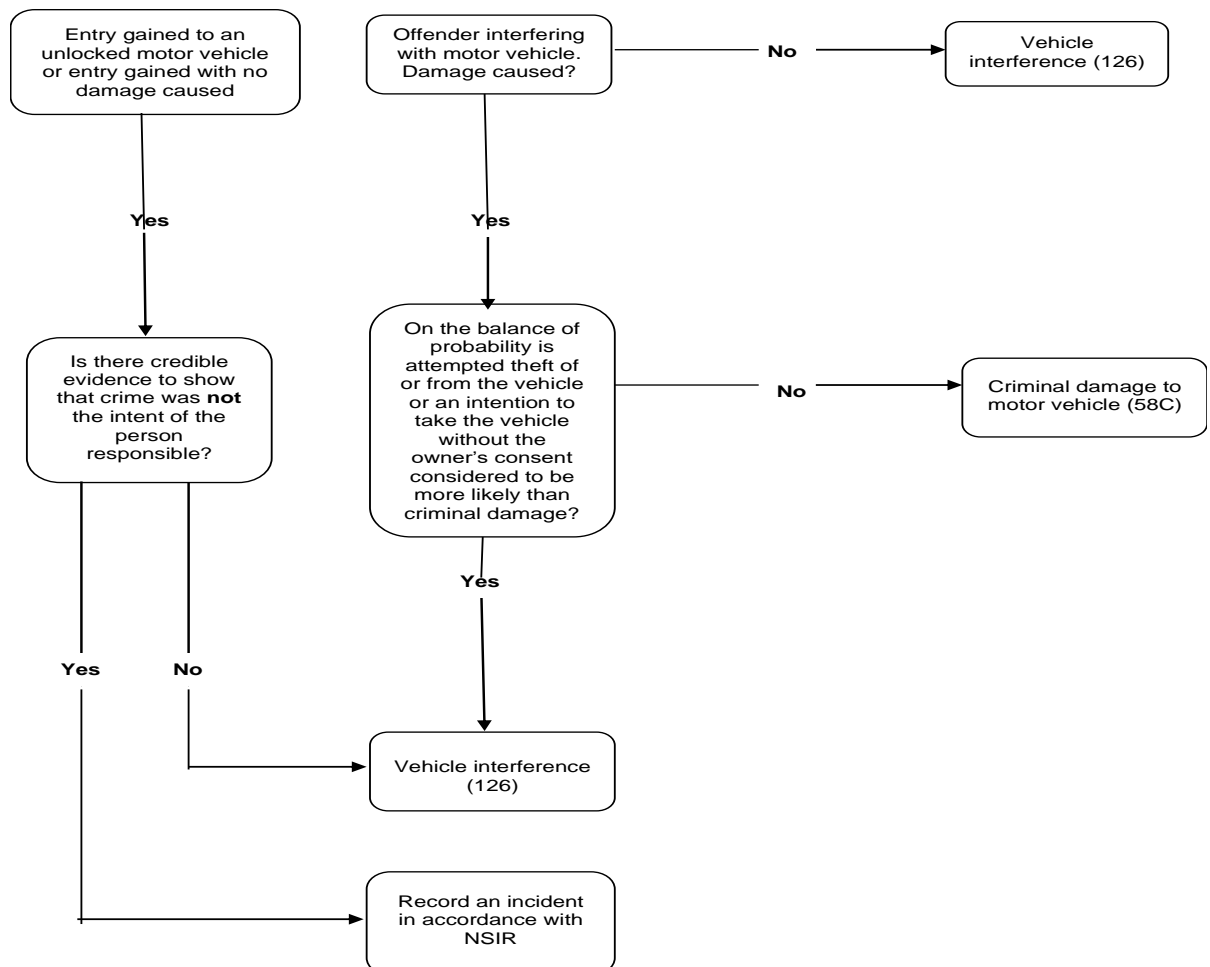 Entry gained to an
unlocked motor vehicle
or entry gained with no
damage caused
Offender interfering
with motor vehicle.
Damage caused?
No
Vehicle
interference (126)
Yes
Yes
Is there credible
evidence to show
that crime was not
the intent of the
person
responsible?
On the balance of
probability is
attempted theft of
or from the vehicle
or an intention to
take the vehicle
without the
owner's consent
considered to be
more likely than
criminal damage?
No
Criminal damage to
motor vehicle (58C)
Yes
Yes
No
Vehicle interference
(126)
Record an incident
in accordance with
NSIR